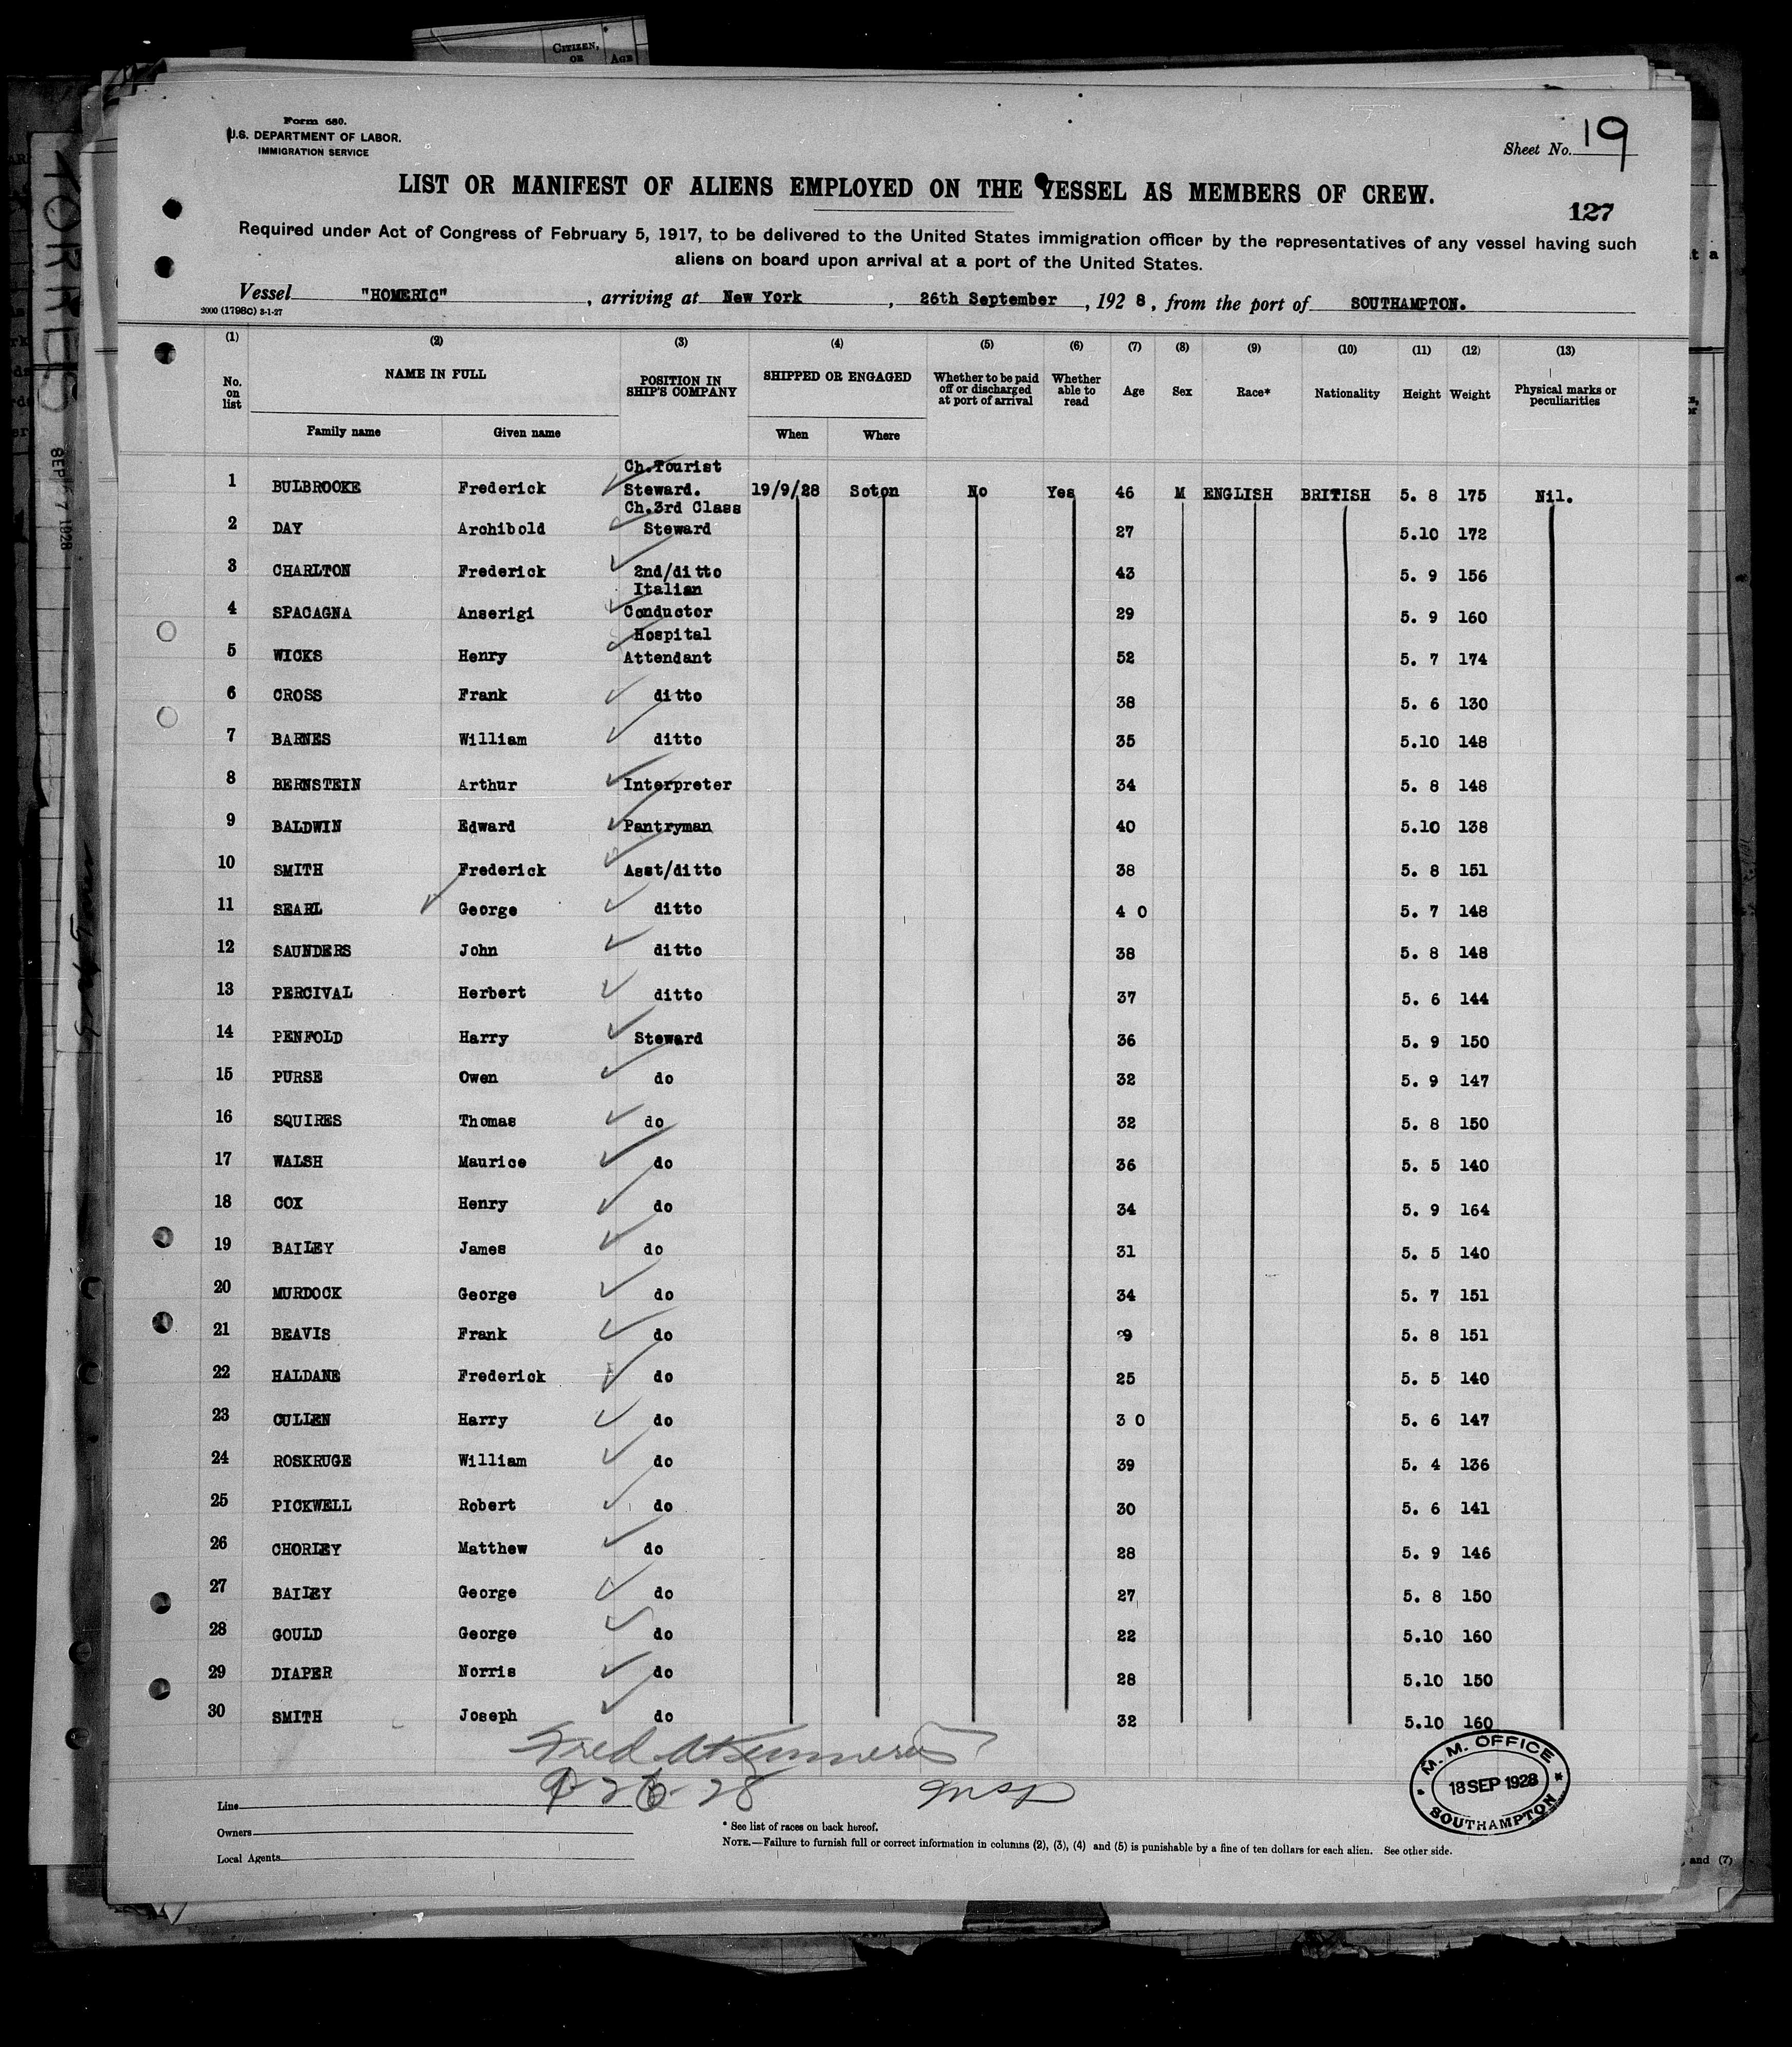 CITIZEN, OR
AGE
Form 680.
U.S. DEPARTMENT OF LABOR.
IMMIGRATION SERVICE
Sheet No. 19
LIST OR MANIFEST OF ALIENS EMPLOYED ON THE VESSEL AS MEMBERS OF CREW.
127
Required under Act of Congress of February 5, 1917, to be delivered to the United States immigration officer by the representatives of any vessel having such
aliens on board upon arrival at a port of the United States.
Vessel "HOMERIC", arriving at New York, 26th September, 1928, from the port of SOUTHAMPTON.
2000 (1798C) 3-1-27
(1) (2) (3) (4) (5) (6) (7) (8) (9) (10) (11) (12) (13)
No. on list NAME IN FULL POSITION IN SHIP'S COMPANY SHIPPED OR ENGAGED Whether to be paid off or discharged at port of arrival Whether able to read Age Sex Race* Nationality Height Weight Physical marks or peculiarities
Family name Given name When Where
1 BULBROOKE Frederick Ch.Tourist Steward. 19/9/28 Soton No Yes 46 M ENGLISH BRITISH 5. 8 175 Nil.
2 DAY Archibold Ch.3rd Class Steward 27 5.10 172
3 CHARLTON Frederick 2nd/ditto 43 5. 9 156
4 SPACAGNA Anserigi Italian Conductor 29 5. 9 160
5 WICKS Henry Hospital Attendant 52 5. 7 174
6 CROSS Frank ditto 38 5. 6 130
7 BARNES William ditto 35 5.10 148
8 BERNSTEIN Arthur Interpreter 34 5. 8 148
9 BALDWIN Edward Pantryman 40 5.10 138
10 SMITH Frederick Asst/ditto 38 5. 8 151
11 SEARL George ditto 4 0 5. 7 148
12 SAUNDERS John ditto 38 5. 8 148
13 PERCIVAL Herbert ditto 37 5. 6 144
14 PENFOLD Harry Steward 36 5. 9 150
15 PURSE Owen do 32 5. 9 147
16 SQUIRES Thomas do 32 5. 8 150
17 WALSH Maurice do 36 5. 5 140
18 COX Henry do 34 5. 9 164
19 BAILEY James do 31 5. 5 140
20 MURDOCK George do 34 5. 7 151
21 BEAVIS Frank do 29 5. 8 151
22 HALDANE Frederick do 25 5. 5 140
23 CULLEN Harry do 3 0 5. 6 147
24 ROSKRUGE William do 39 5. 4 136
25 PICKWELL Robert do 30 5. 6 141
26 CHORLEY Matthew do 28 5. 9 146
27 BAILEY George do 27 5. 8 150
28 GOULD George do 22 5.10 160
29 DIAPER Norris do 28 5.10 150
30 SMITH Joseph do 32 5.10 160
Fred
9-26-28
M. M. OFFICE
18 SEP 1928
SOUTHAMPTON
Line
Owners
Local Agents
* See list of races on back hereof.
NOTE.—Failure to furnish full or correct information in columns (2), (3), (4) and (5) is punishable by a fine of ten dollars for each alien. See other side.
, and (7)
TORRES
1928